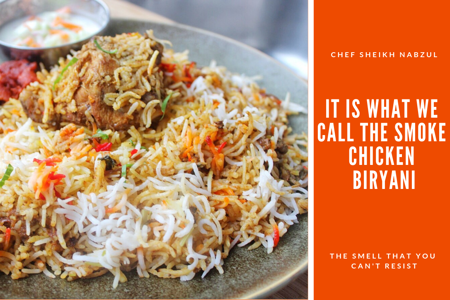 CHEF SHEIKH NABZUL
IT IS WHAT WE
CALL THE SMOKE
CHICKEN
BIRYANI
THE SMELL THAT YOU
CAN'T RESIST